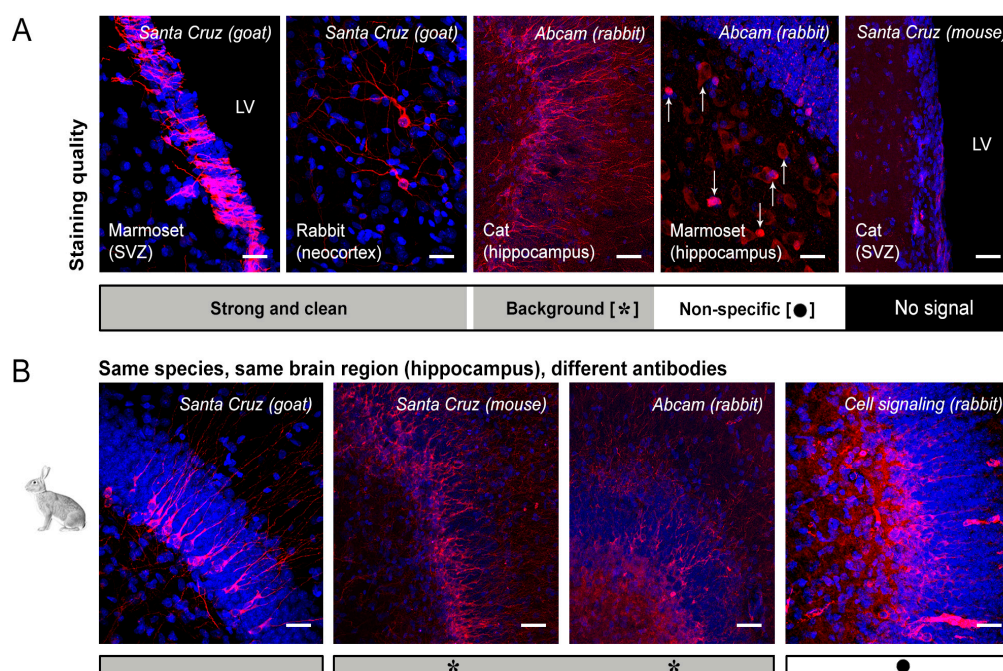 A
Santa Cruz (goat)
LV
Marmoset
(SVZ)
Santa Cruz (goat)
Rabbit
(neocortex)
Abcam (rabbit)
Cat
(hippocampus)
Abcam (rabbit)
Marmoset
(hippocampus)
Santa Cruz (mouse)
LV
Cat
(SVZ)
Staining quality
Strong and clean
Background [*]
Non-specific [●]
No signal
B
Same species, same brain region (hippocampus), different antibodies
Santa Cruz (goat)
Santa Cruz (mouse)
Abcam (rabbit)
Cell signaling (rabbit)
* * ●